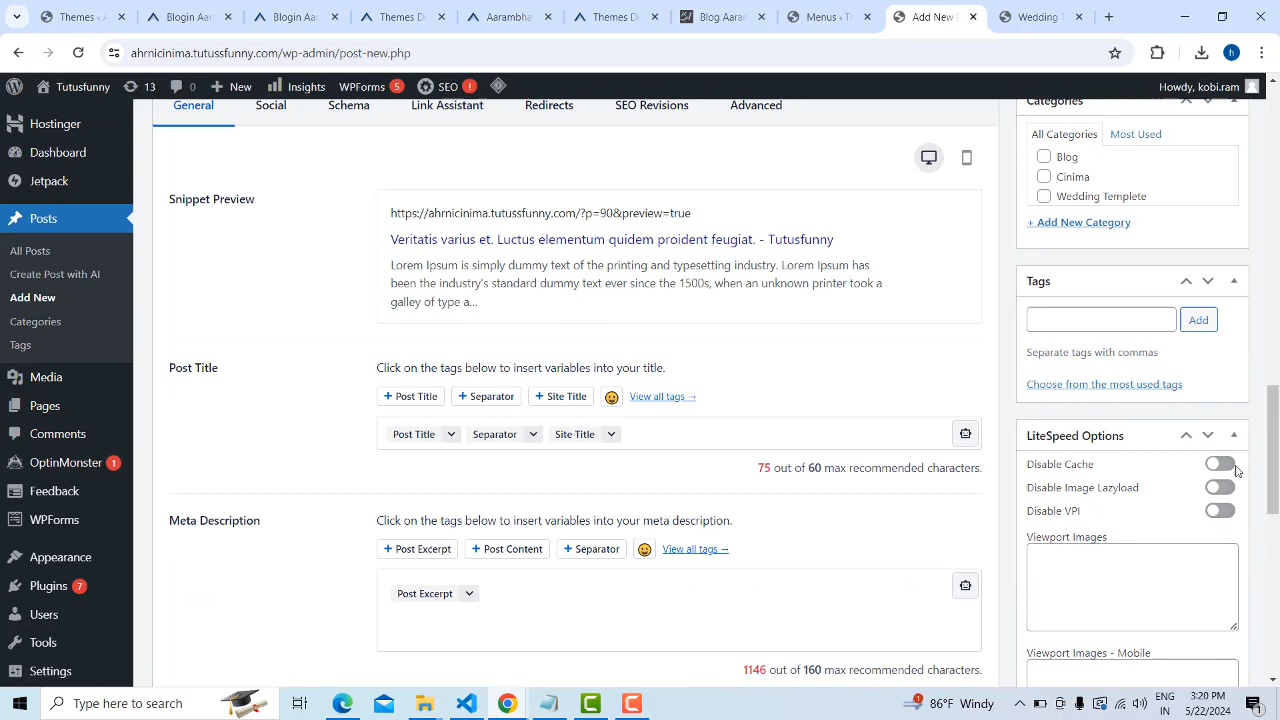 Themes ‹ A
Blogin Aar
Blogin Aar
Themes De
Aarambha
Themes De
Blog Aaran
Menus ‹ Tu
Add New P
Wedding T
ahrnicinima.tutussfunny.com/wp-admin/post-new.php
h
Tutusfunny 13 0 New Insights WPForms 5 SEO ! Howdy, kobi.ram
Hostinger
Dashboard
Jetpack
Posts
All Posts
Create Post with AI
Add New
Categories
Tags
Media
Pages
Comments
OptinMonster 1
Feedback
WPForms
Appearance
Plugins 7
Users
Tools
Settings
General Social Schema Link Assistant Redirects SEO Revisions Advanced
Snippet Preview
https://ahrnicinima.tutussfunny.com/?p=90&preview=true
Veritatis varius et. Luctus elementum quidem proident feugiat. - Tutusfunny
Lorem Ipsum is simply dummy text of the printing and typesetting industry. Lorem Ipsum has
been the industry's standard dummy text ever since the 1500s, when an unknown printer took a
galley of type a...
Post Title
Click on the tags below to insert variables into your title.
+ Post Title + Separator + Site Title View all tags →
Post Title Separator Site Title
75 out of 60 max recommended characters.
Meta Description
Click on the tags below to insert variables into your meta description.
+ Post Excerpt + Post Content + Separator View all tags →
Post Excerpt
1146 out of 160 max recommended characters.
Categories
All Categories Most Used
Blog
Cinima
Wedding Templete
+ Add New Category
Tags
Add
Separate tags with commas
Choose from the most used tags
LiteSpeed Options
Disable Cache
Disable Image Lazyload
Disable VPI
Viewport Images
Viewport Images - Mobile
Type here to search
1
86°F Windy
ENG
IN
3:20 PM
5/22/2024
1